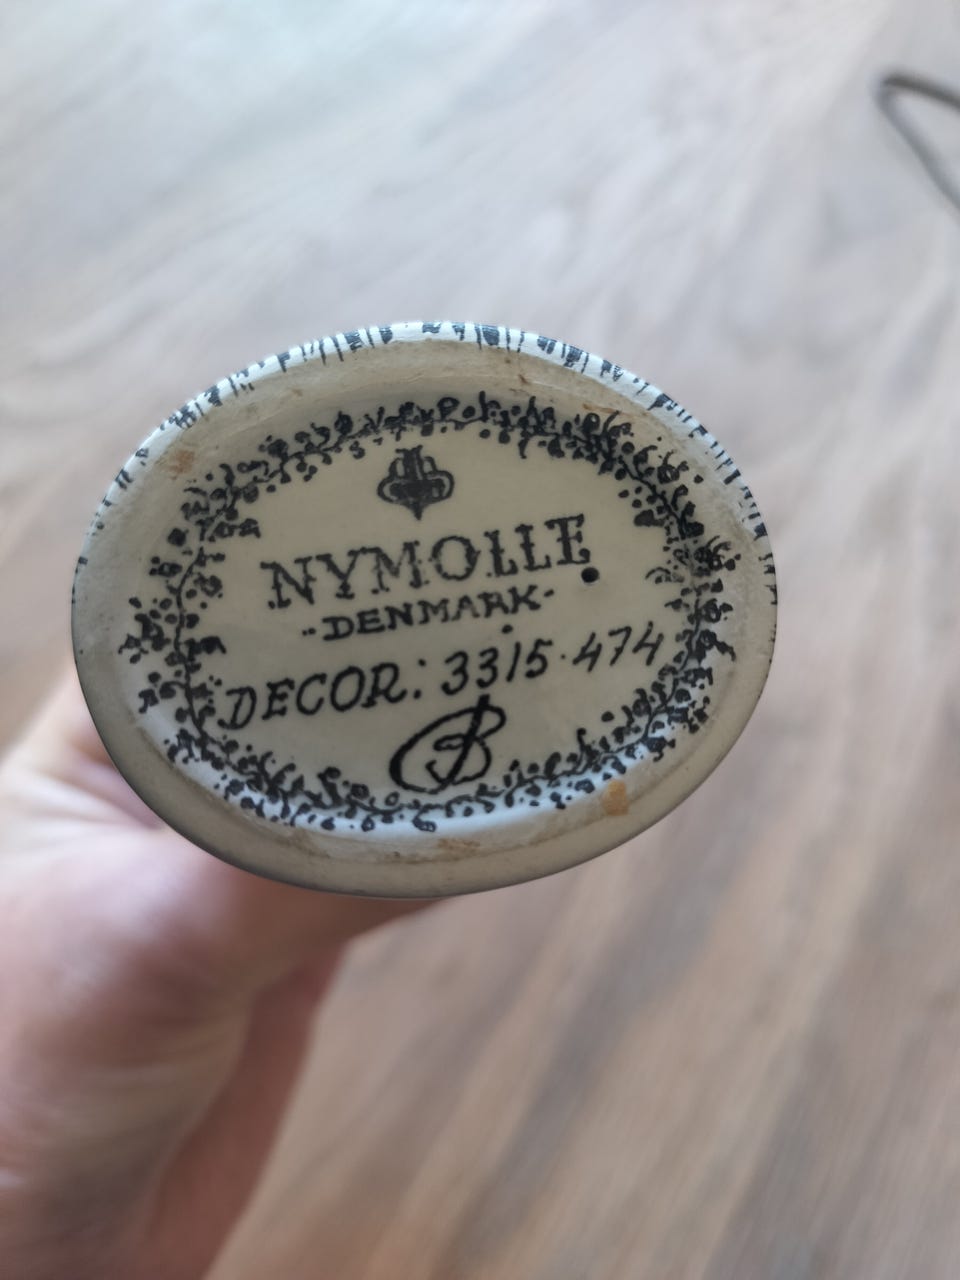 NYMOLLE
-DENMARK-
DECOR: 3315·474